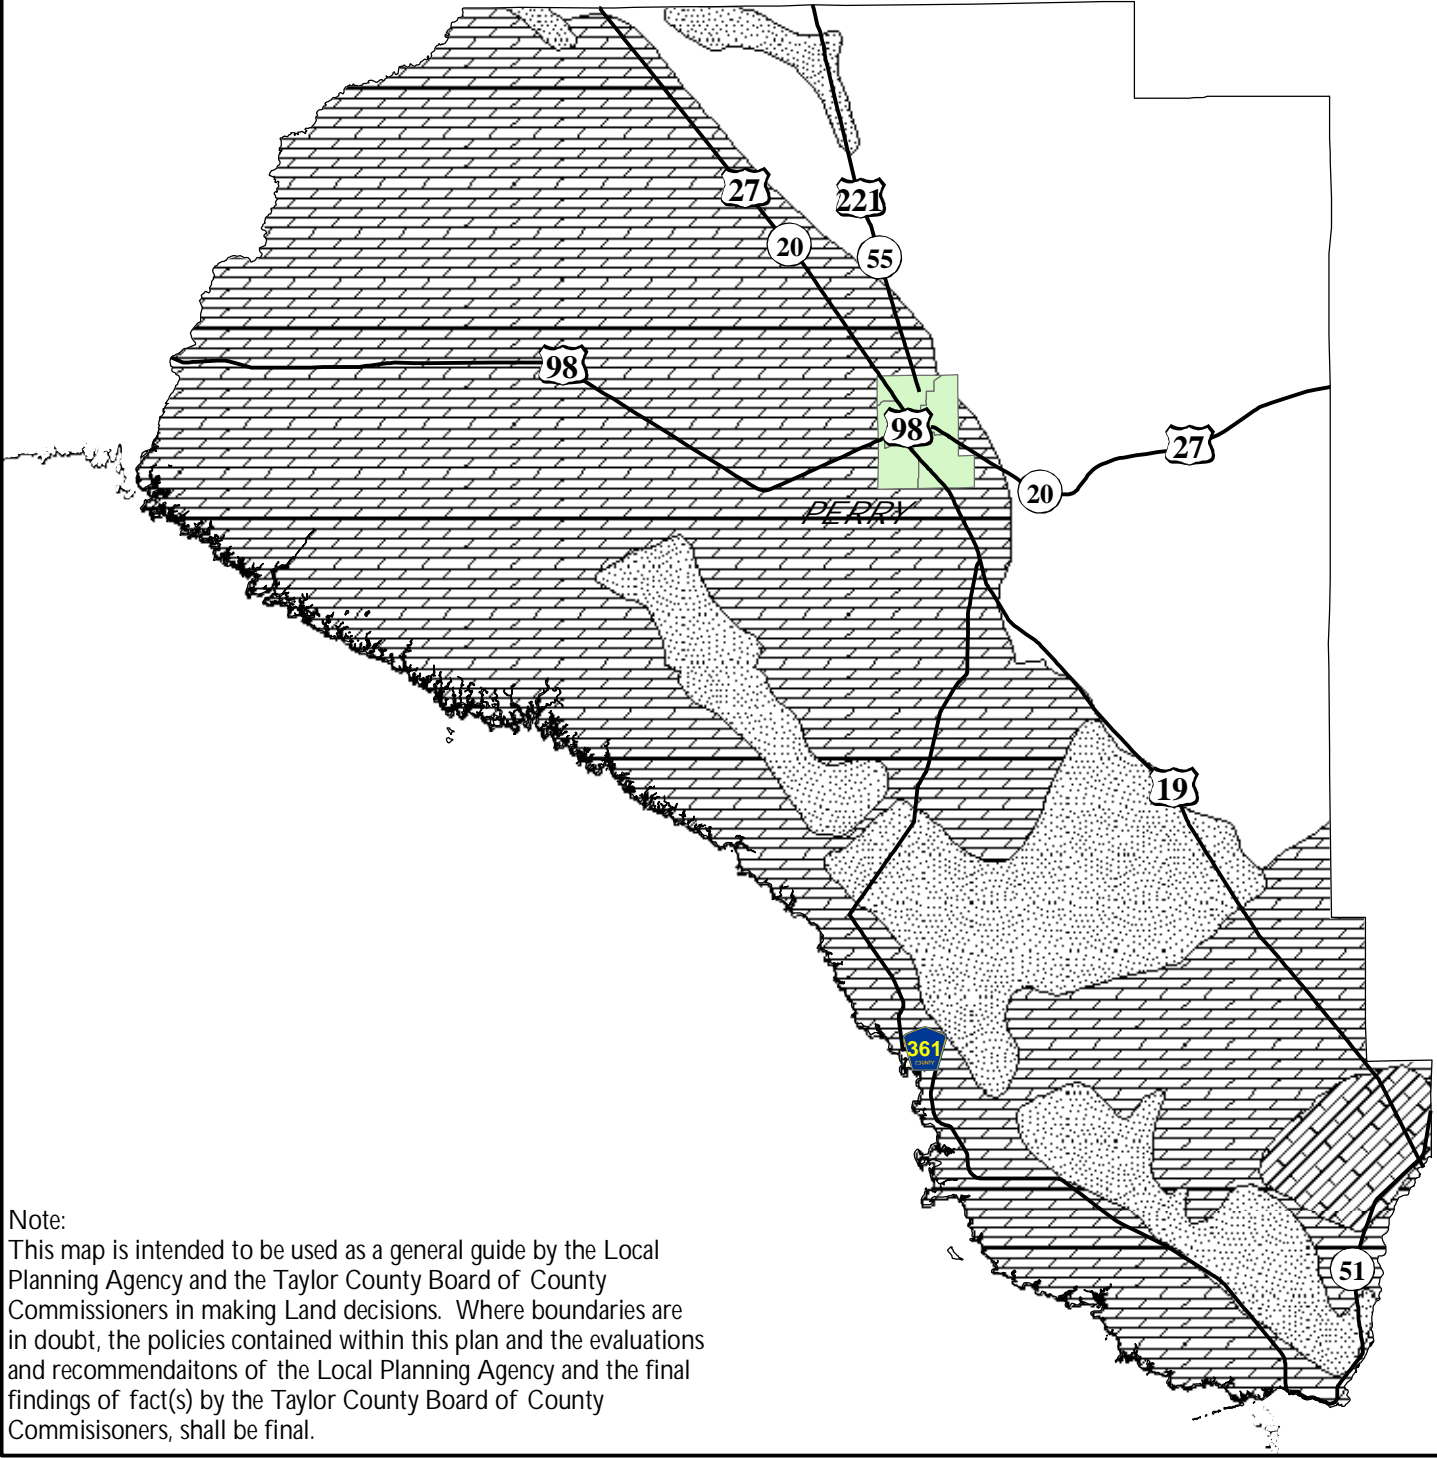 27
221
20
55
98
98
27
20
PERRY
19
361
COUNTY
51
Note:
This map is intended to be used as a general guide by the Local
Planning Agency and the Taylor County Board of County
Commissioners in making Land decisions. Where boundaries are
in doubt, the policies contained within this plan and the evaluations
and recommendaitons of the Local Planning Agency and the final
findings of fact(s) by the Taylor County Board of County
Commisisoners, shall be final.